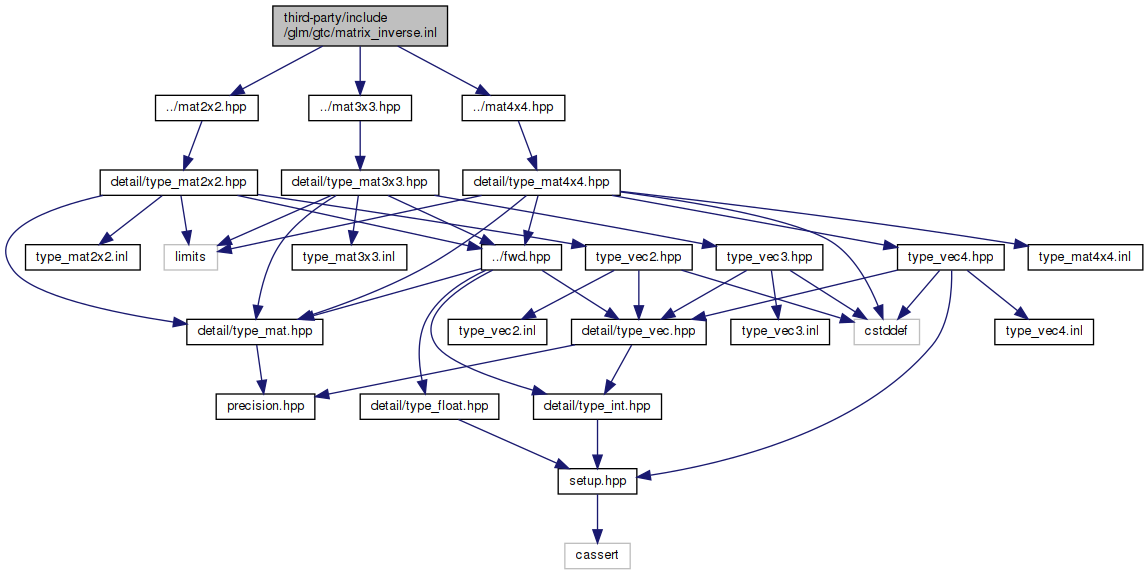 third-party/include
/glm/gtc/matrix_inverse.inl
../mat2x2.hpp
../mat3x3.hpp
../mat4x4.hpp
detail/type_mat2x2.hpp
detail/type_mat3x3.hpp
detail/type_mat4x4.hpp
type_mat2x2.inl
limits
type_mat3x3.inl
../fwd.hpp
type_vec2.hpp
type_vec3.hpp
type_vec4.hpp
type_mat4x4.inl
detail/type_mat.hpp
type_vec2.inl
detail/type_vec.hpp
type_vec3.inl
cstddef
type_vec4.inl
precision.hpp
detail/type_float.hpp
detail/type_int.hpp
setup.hpp
cassert